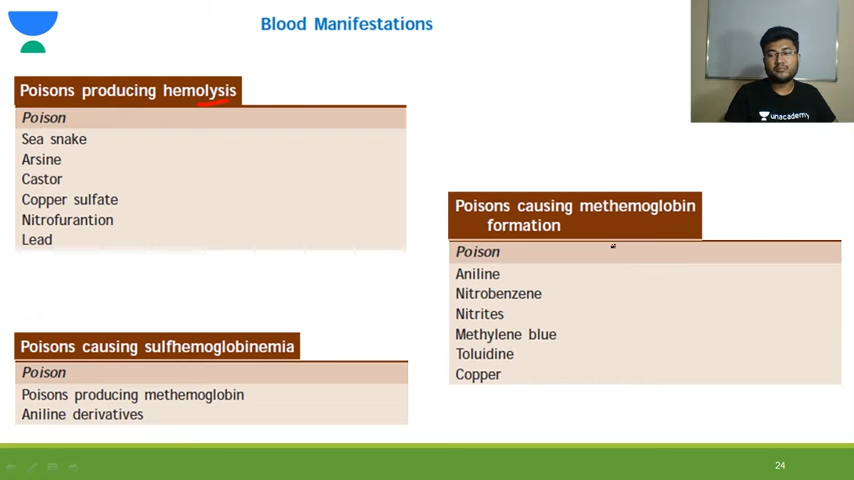 Blood Manifestations
unacademy
Poisons producing hemolysis
Poison
Sea snake
Arsine
Castor
Copper sulfate
Nitrofurantion
Lead
Poisons causing methemoglobin
formation
Poison
Aniline
Nitrobenzene
Nitrites
Methylene blue
Toluidine
Copper
Poisons causing sulfhemoglobinemia
Poison
Poisons producing methemoglobin
Aniline derivatives
24